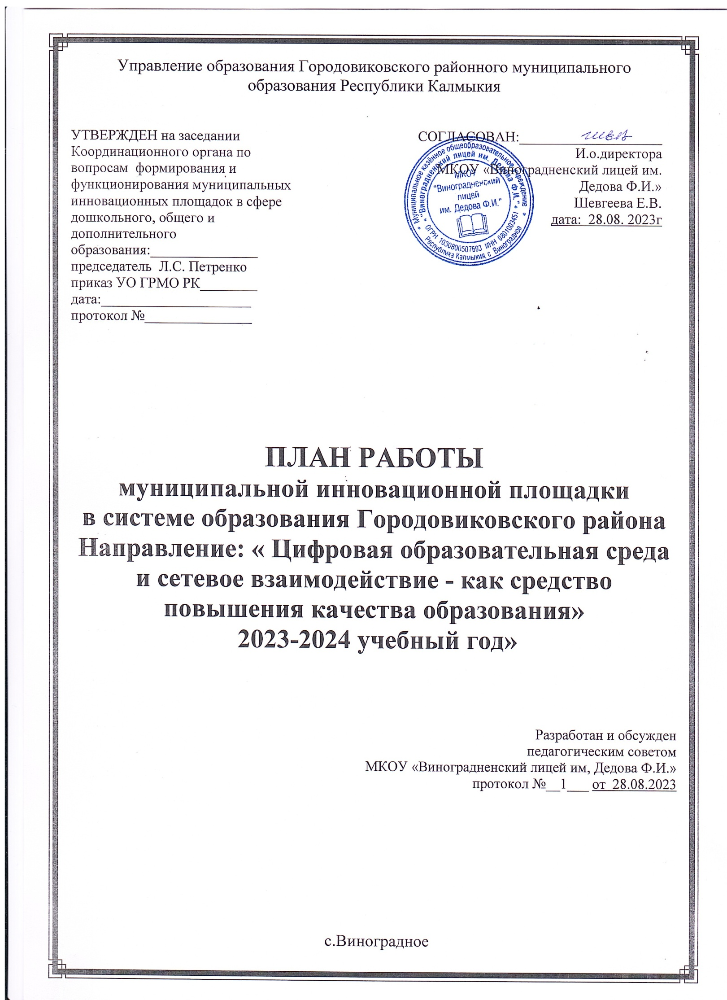 Управление образования Городовиковского районного муниципального
образования Республики Калмыкия
УТВЕРЖДЕН на заседании
Координационного органа по
вопросам формирования и
функционирования муниципальных
инновационных площадок в сфере
дошкольного, общего и
дополнительного
образования:_______________
председатель Л.С. Петренко
приказ УО ГРМО РК________
дата:_____________________
протокол №_______________
СОГЛАСОВАН:____________________
И.о.директора
МКОУ «Виноградненский лицей им.
Дедова Ф.И.»
Шевгеева Е.В.
дата: 28.08. 2023г
* Муниципальное казённое общеобразовательное учреждение *
* "Виноградненский лицей им. Дедова Ф.И." *
МКОУ
"Виноградненский
лицей
им. Дедова Ф.И."
ОГРН 1030800507693 ИНН 0801003451
Республика Калмыкия, с Виноградное
ПЛАН РАБОТЫ
муниципальной инновационной площадки
в системе образования Городовиковского района
Направление: « Цифровая образовательная среда
и сетевое взаимодействие - как средство
повышения качества образования»
2023-2024 учебный год»
Разработан и обсужден
педагогическим советом
МКОУ «Виноградненский лицей им, Дедова Ф.И.»
протокол №__1___ от 28.08.2023
с.Виноградное